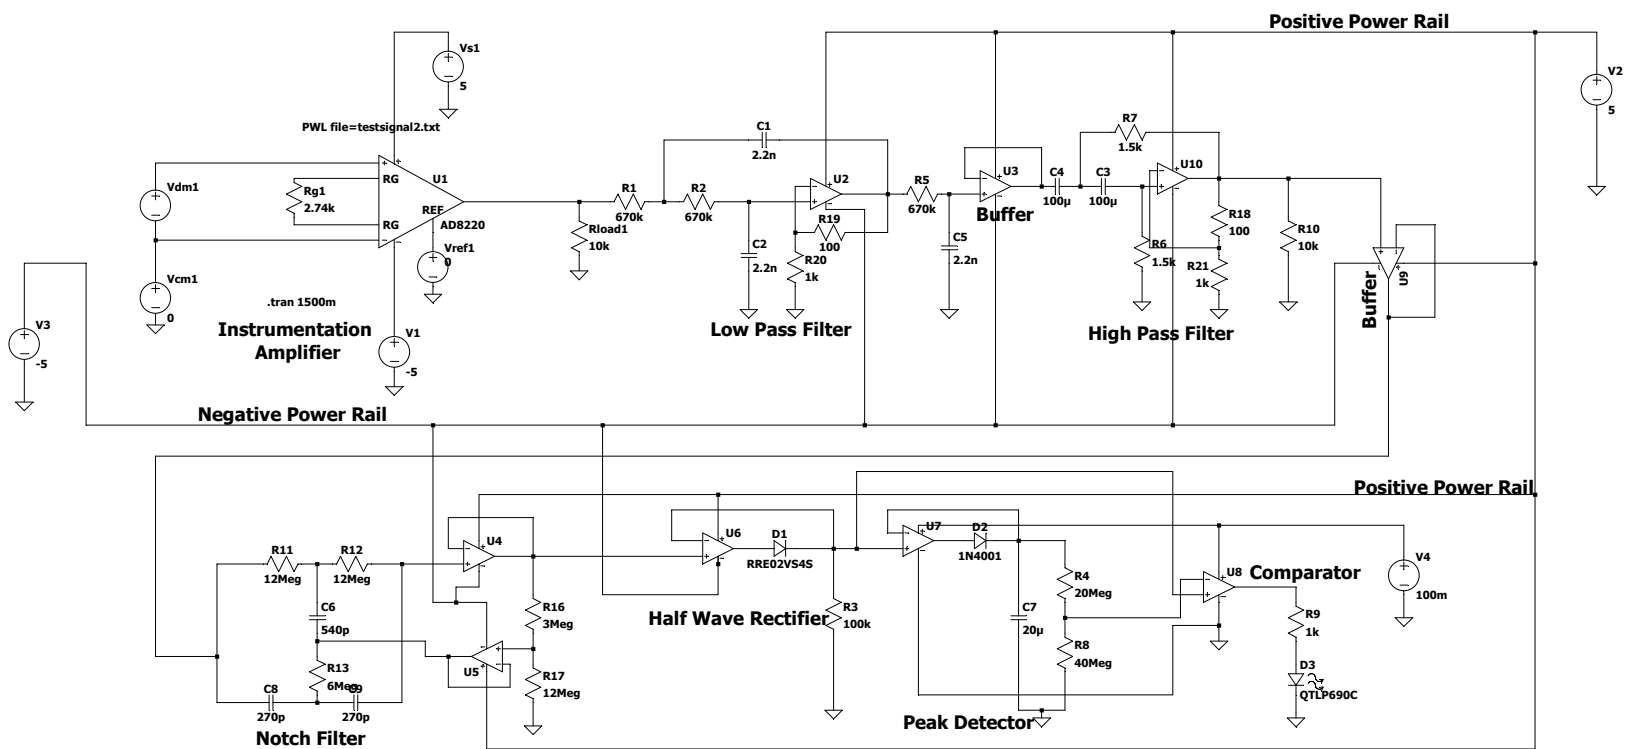 Positive Power Rail
Vs1
5
V2
5
PWL file=testsignal2.txt
C1
2.2n
R7
1.5k
U1
RG
Rg1
2.74k
RG
REF
AD8220
Vdm1
Vcm1
0
Vref1
0
R1
670k
R2
670k
Rload1
10k
C2
2.2n
U2
R19
100
R20
1k
R5
670k
C5
2.2n
U3
Buffer
C4
100µ
C3
100µ
U10
R6
1.5k
R18
100
R21
1k
R10
10k
U9
Buffer
.tran 1500m
Instrumentation
Amplifier
Low Pass Filter
High Pass Filter
V3
-5
V1
-5
Negative Power Rail
Positive Power Rail
R11
12Meg
R12
12Meg
C6
540p
R13
6Meg
C8
270p
C9
270p
Notch Filter
U4
R16
3Meg
U5
R17
12Meg
U6
D1
RRE02VS4S
Half Wave Rectifier
R3
100k
U7
D2
1N4001
C7
20µ
R4
20Meg
R8
40Meg
Peak Detector
U8
Comparator
V4
100m
R9
1k
D3
QTLP690C